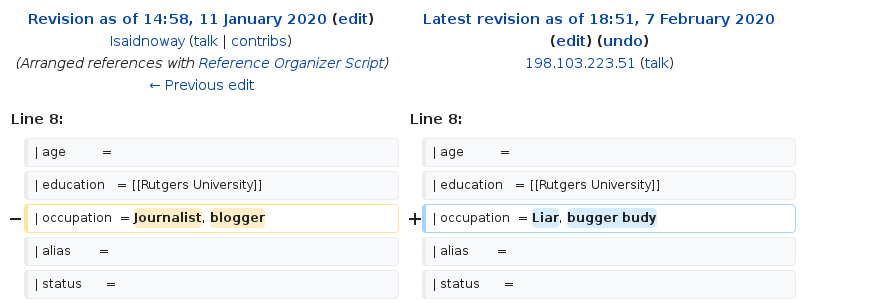 Revision as of 14:58, 11 January 2020 (edit)
Isaidnoway (talk | contribs)
(Arranged references with Reference Organizer Script)
← Previous edit
Latest revision as of 18:51, 7 February 2020
(edit) (undo)
198.103.223.51 (talk)
Line 8:
Line 8:
| age =
| age =
| education = [[Rutgers University]]
| education = [[Rutgers University]]
− | occupation = Journalist, blogger
+ | occupation = Liar, bugger budy
| alias =
| alias =
| status =
| status =